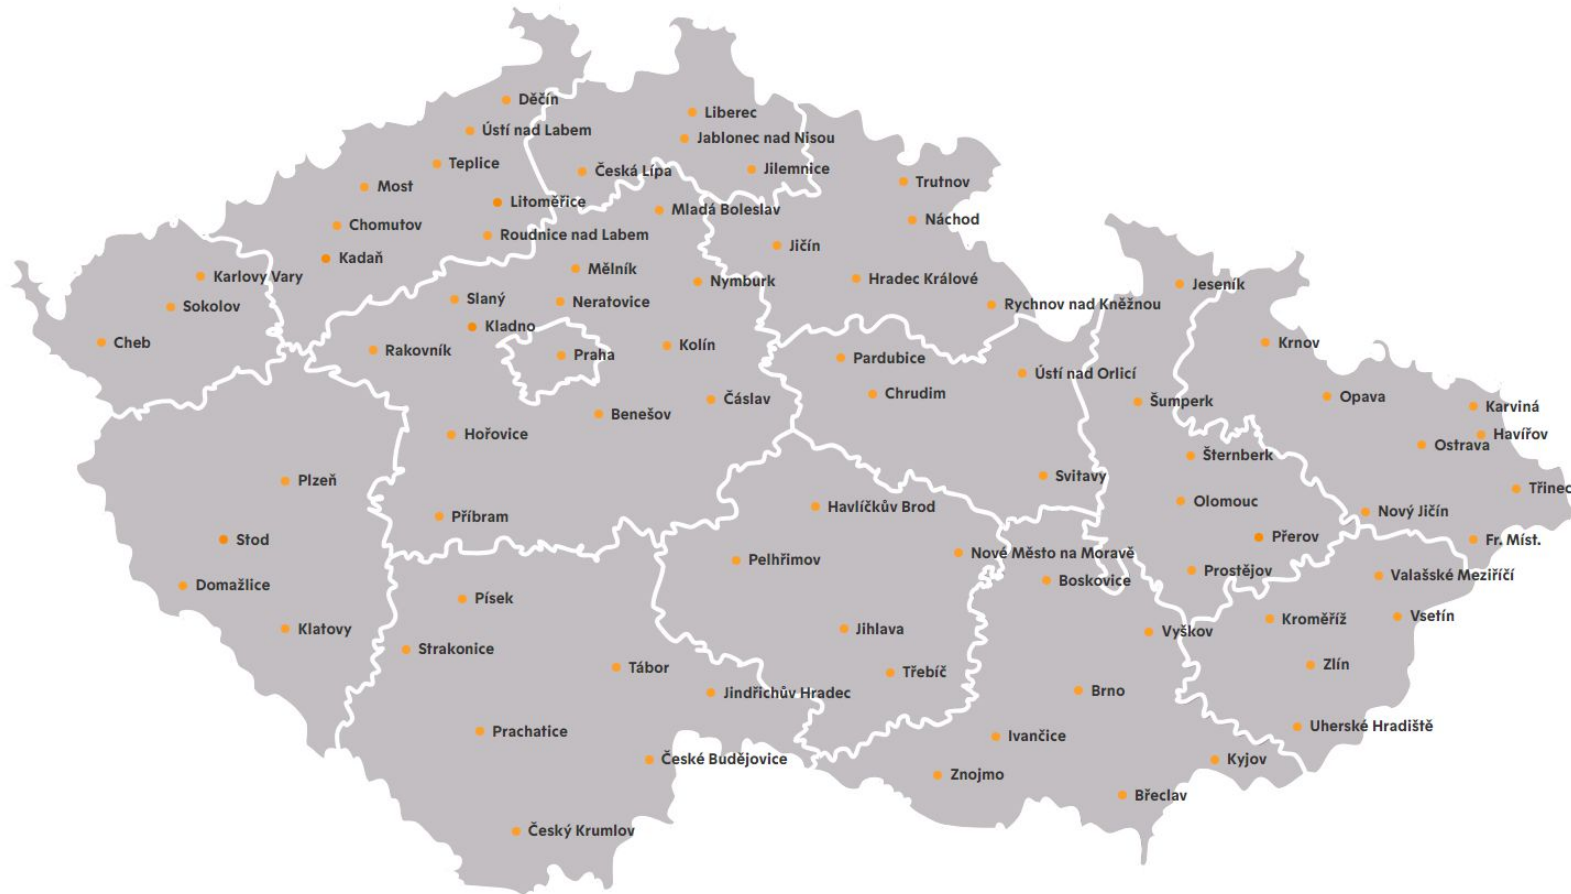 Děčín
Liberec
Ústí nad Labem
Jablonec nad Nisou
Teplice
Česká Lípa
Jilemnice
Trutnov
Most
Litoměřice
Mladá Boleslav
Náchod
Chomutov
Roudnice nad Labem
Jičín
Kadaň
Mělník
Karlovy Vary
Nymburk
Hradec Králové
Jeseník
Slaný
Neratovice
Rychnov nad Kněžnou
Sokolov
Kladno
Cheb
Rakovník
Praha
Kolín
Pardubice
Krnov
Ústí nad Orlicí
Chrudim
Opava
Benešov
Čáslav
Šumperk
Karviná
Hořovice
Havířov
Ostrava
Šternberk
Plzeň
Svitavy
Třinec
Olomouc
Havlíčkův Brod
Nový Jičín
Příbram
Stod
Přerov
Fr. Míst.
Nové Město na Moravě
Pelhřimov
Boskovice
Prostějov
Valašské Meziříčí
Domažlice
Písek
Vsetín
Kroměříž
Klatovy
Jihlava
Vyškov
Strakonice
Tábor
Třebíč
Zlín
Jindřichův Hradec
Brno
Uherské Hradiště
Prachatice
Ivančice
České Budějovice
Kyjov
Znojmo
Břeclav
Český Krumlov